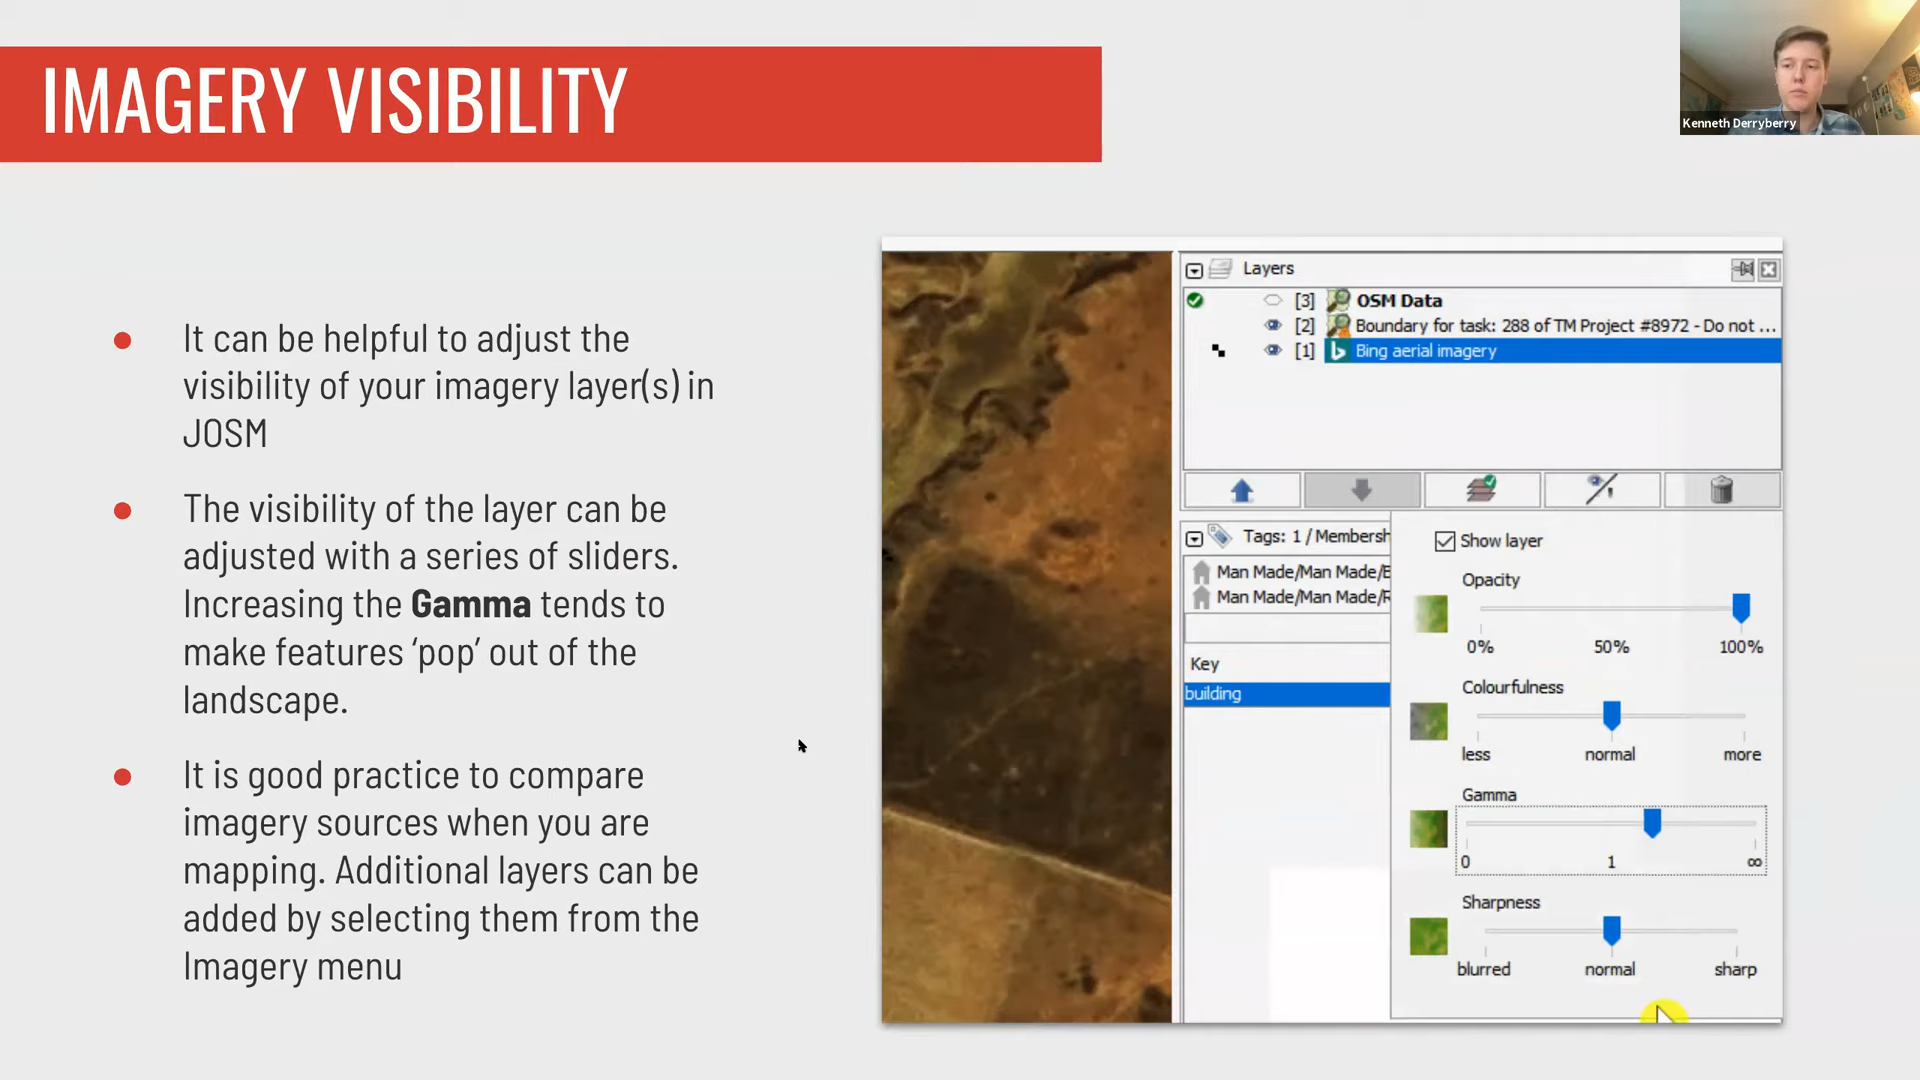 IMAGERY VISIBILITY
Kenneth Derryberry
● It can be helpful to adjust the
visibility of your imagery layer(s) in
JOSM
● The visibility of the layer can be
adjusted with a series of sliders.
Increasing the Gamma tends to
make features ‘pop’ out of the
landscape.
● It is good practice to compare
imagery sources when you are
mapping. Additional layers can be
added by selecting them from the
Imagery menu
Layers
[3] OSM Data
[2] Boundary for task: 288 of TM Project #8972 - Do not ...
[1] Bing aerial imagery
Tags: 1 / Membersh
Man Made/Man Made/B
Man Made/Man Made/R
Key
building
Show layer
Opacity
0% 50% 100%
Colourfulness
less normal more
Gamma
0 1 ∞
Sharpness
blurred normal sharp